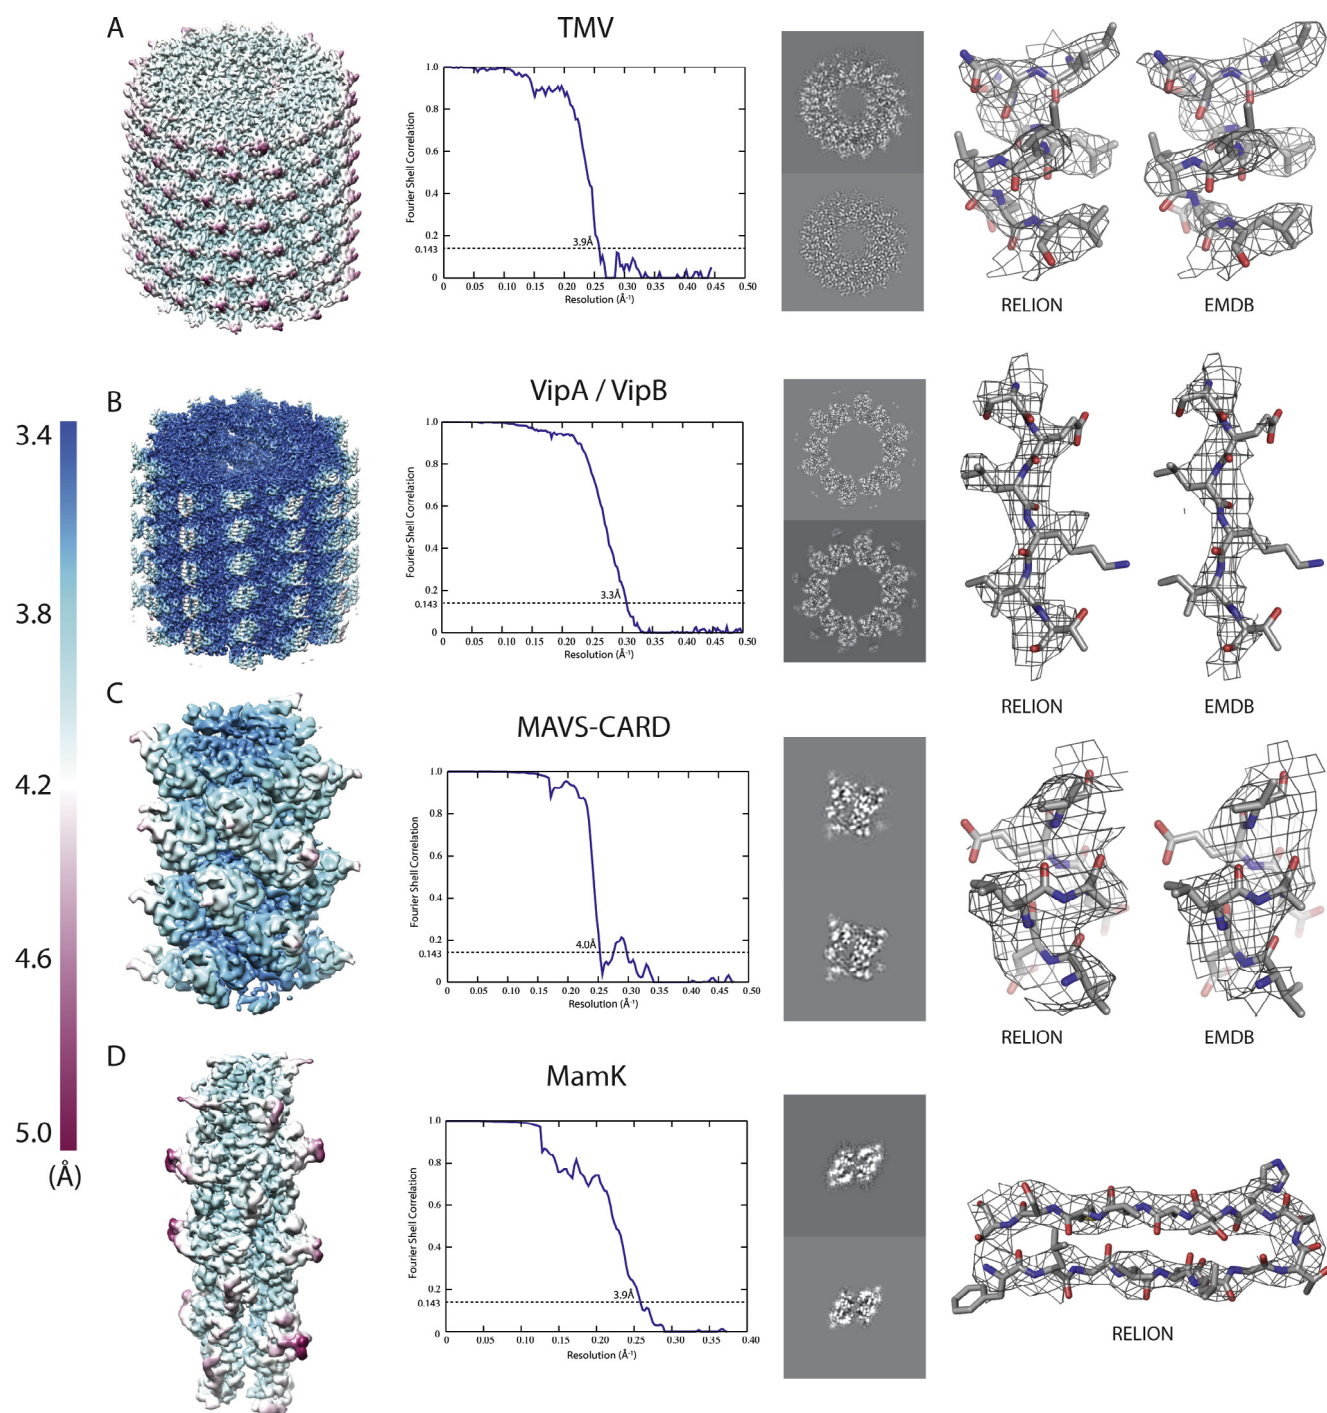 A
TMV
1.0
0.8
0.6
0.4
0.2
0.143
0
Fourier Shell Correlation
3.9Å
0 0.05 0.10 0.15 0.20 0.25 0.30 0.35 0.40 0.45 0.50
Resolution (Å⁻¹)
RELION
EMDB
B
VipA / VipB
1.0
0.8
0.6
0.4
0.2
0.143
0
Fourier Shell Correlation
3.3Å
0 0.05 0.10 0.15 0.20 0.25 0.30 0.35 0.40 0.45 0.50
Resolution (Å⁻¹)
RELION
EMDB
3.4
3.8
4.2
4.6
5.0
(Å)
C
MAVS-CARD
1.0
0.8
0.6
0.4
0.2
0.143
0
Fourier Shell Correlation
4.0Å
0 0.05 0.10 0.15 0.20 0.25 0.30 0.35 0.40 0.45 0.50
Resolution (Å⁻¹)
RELION
EMDB
D
MamK
1.0
0.8
0.6
0.4
0.2
0.143
0
Fourier Shell Correlation
3.9Å
0 0.05 0.10 0.15 0.20 0.25 0.30 0.35 0.40
Resolution (Å⁻¹)
RELION